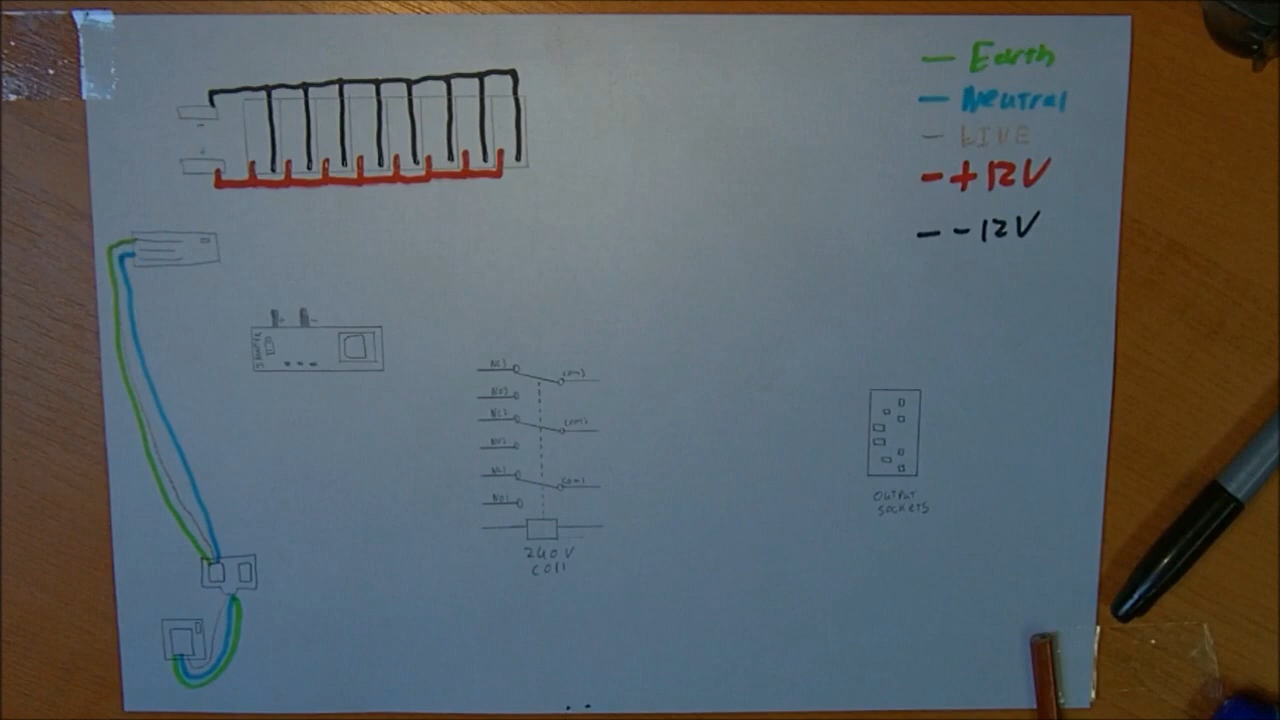 Earth
Neutral
LIVE
- + 12V
- - 12V
-
+
+ -
NC3
COM3
NO3
NC2
COM2
NO2
NC1
COM1
NO1
240V
COIL
OUTPUT
SOCKETS